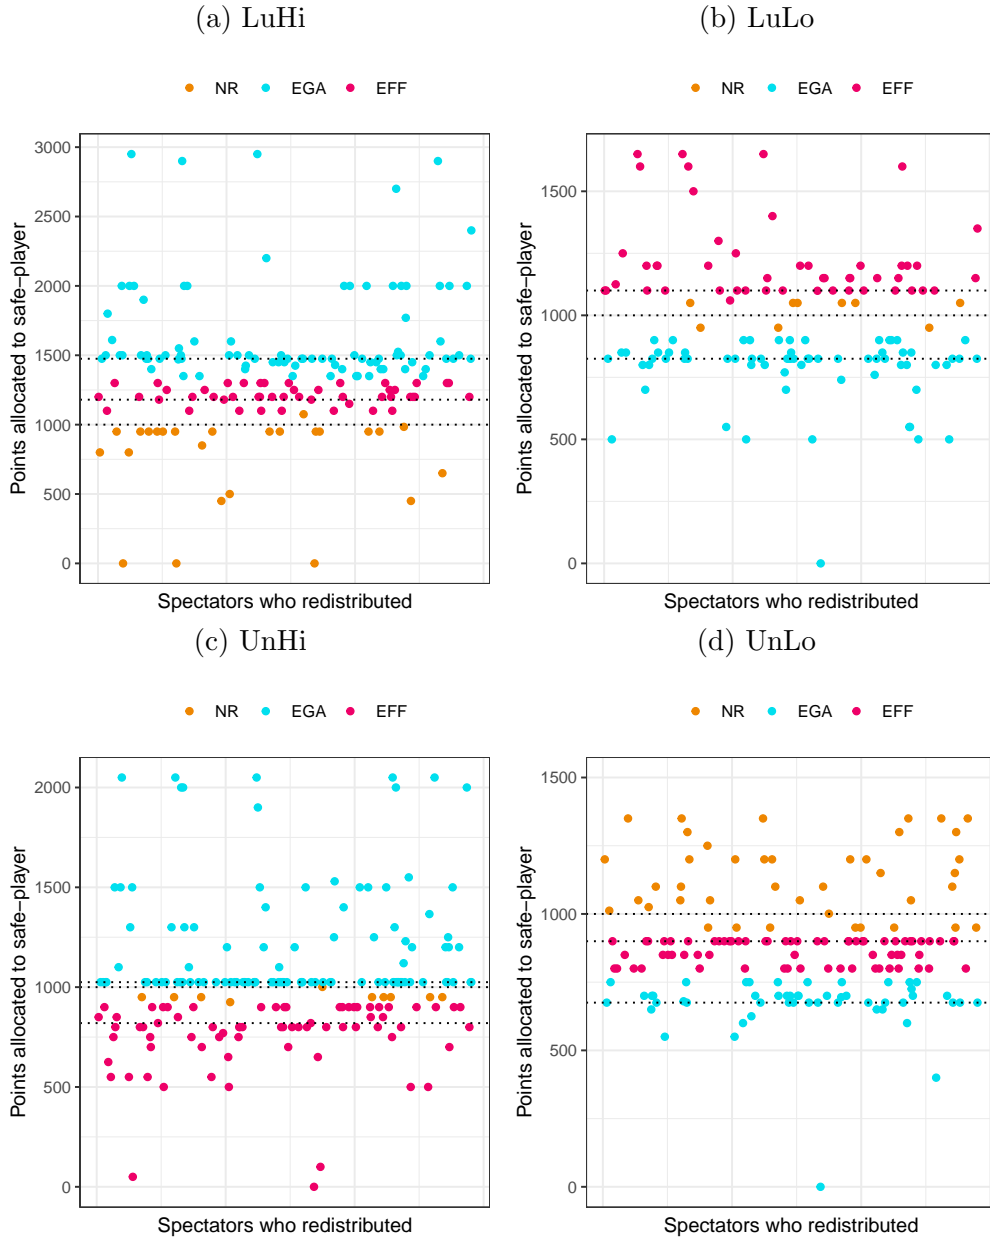 (a) LuHi
NR EGA EFF
Points allocated to safe−player
3000
2500
2000
1500
1000
500
0
Spectators who redistributed
(b) LuLo
NR EGA EFF
Points allocated to safe−player
1500
1000
500
0
Spectators who redistributed
(c) UnHi
NR EGA EFF
Points allocated to safe−player
2000
1500
1000
500
0
Spectators who redistributed
(d) UnLo
NR EGA EFF
Points allocated to safe−player
1500
1000
500
0
Spectators who redistributed